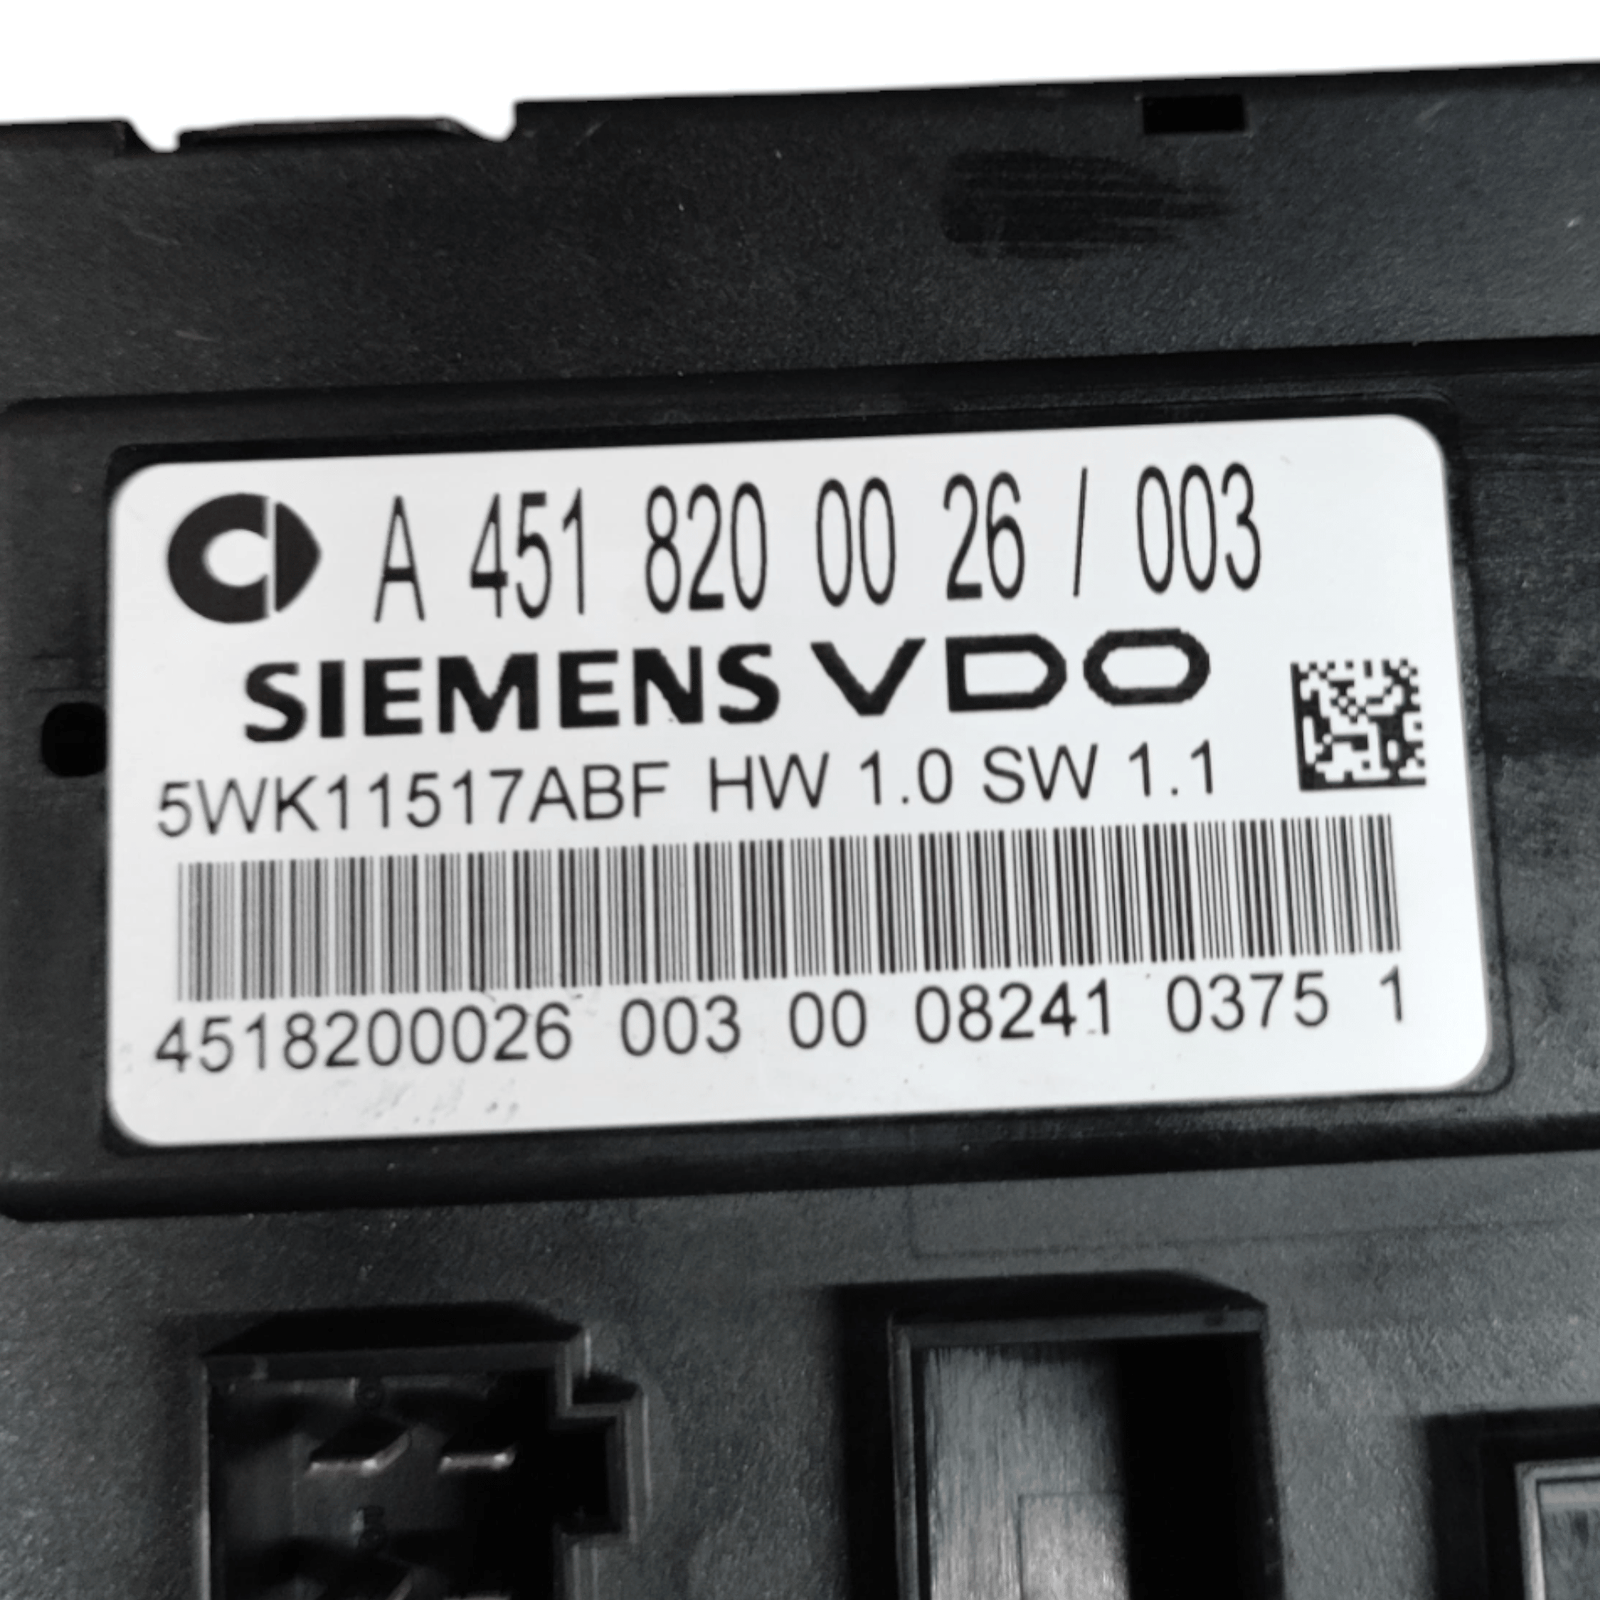 A 451 820 00 26 / 003
SIEMENS VDO
5WK11517ABF HW 1.0 SW 1.1
4518200026 003 00 08241 0375 1